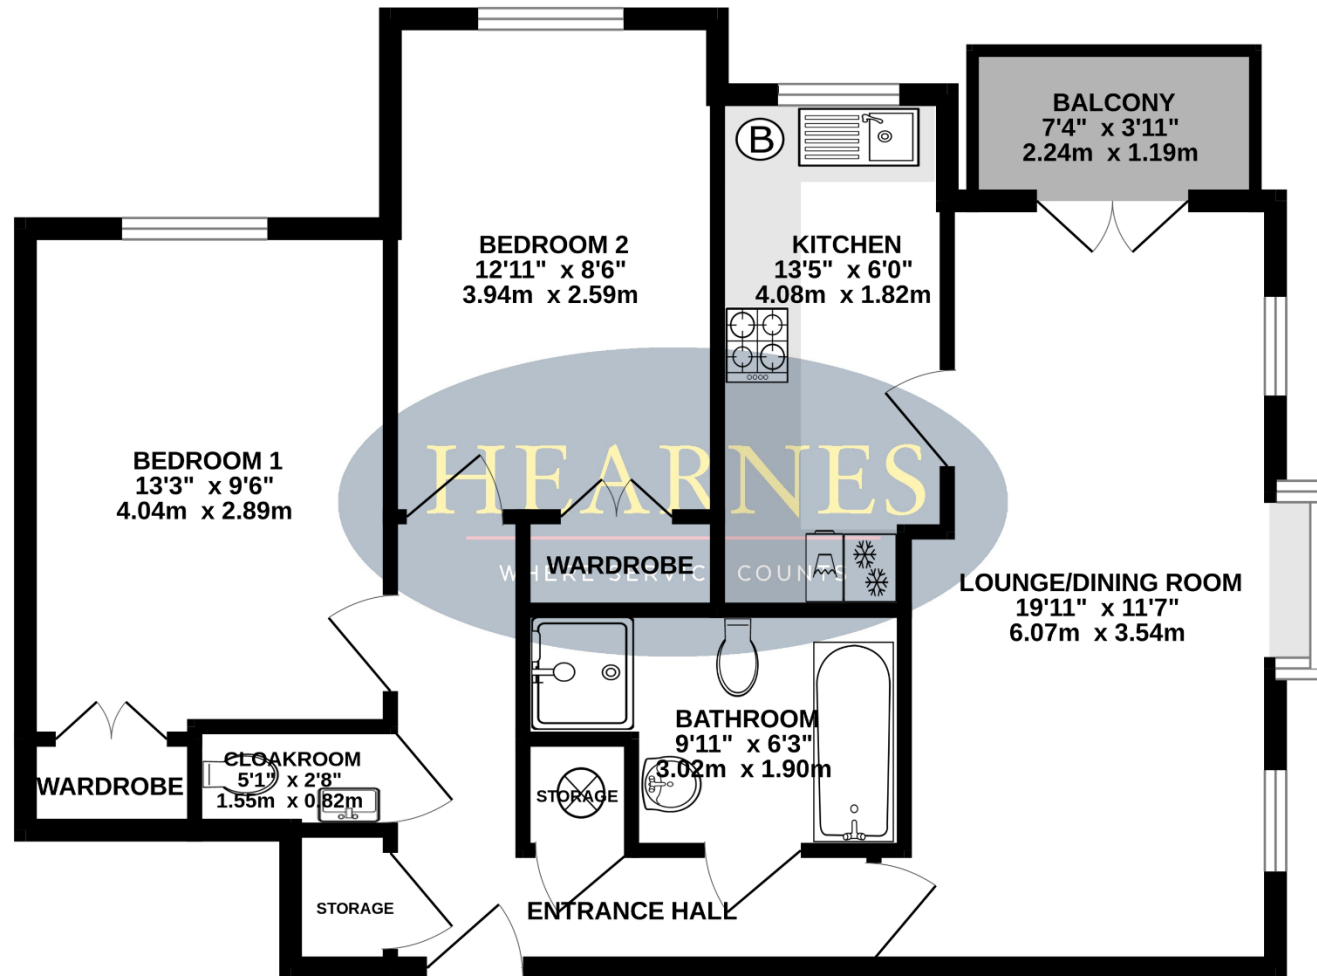 BALCONY
7'4" x 3'11"
2.24m x 1.19m
B
BEDROOM 2
12'11" x 8'6"
3.94m x 2.59m
KITCHEN
13'5" x 6'0"
4.08m x 1.82m
BEDROOM 1
13'3" x 9'6"
4.04m x 2.89m
HEARNES
WHERE SERVICE COUNTS
WARDROBE
LOUNGE/DINING ROOM
19'11" x 11'7"
6.07m x 3.54m
BATHROOM
9'11" x 6'3"
3.02m x 1.90m
CLOAKROOM
5'1" x 2'8"
1.55m x 0.82m
WARDROBE
STORAGE
STORAGE
ENTRANCE HALL